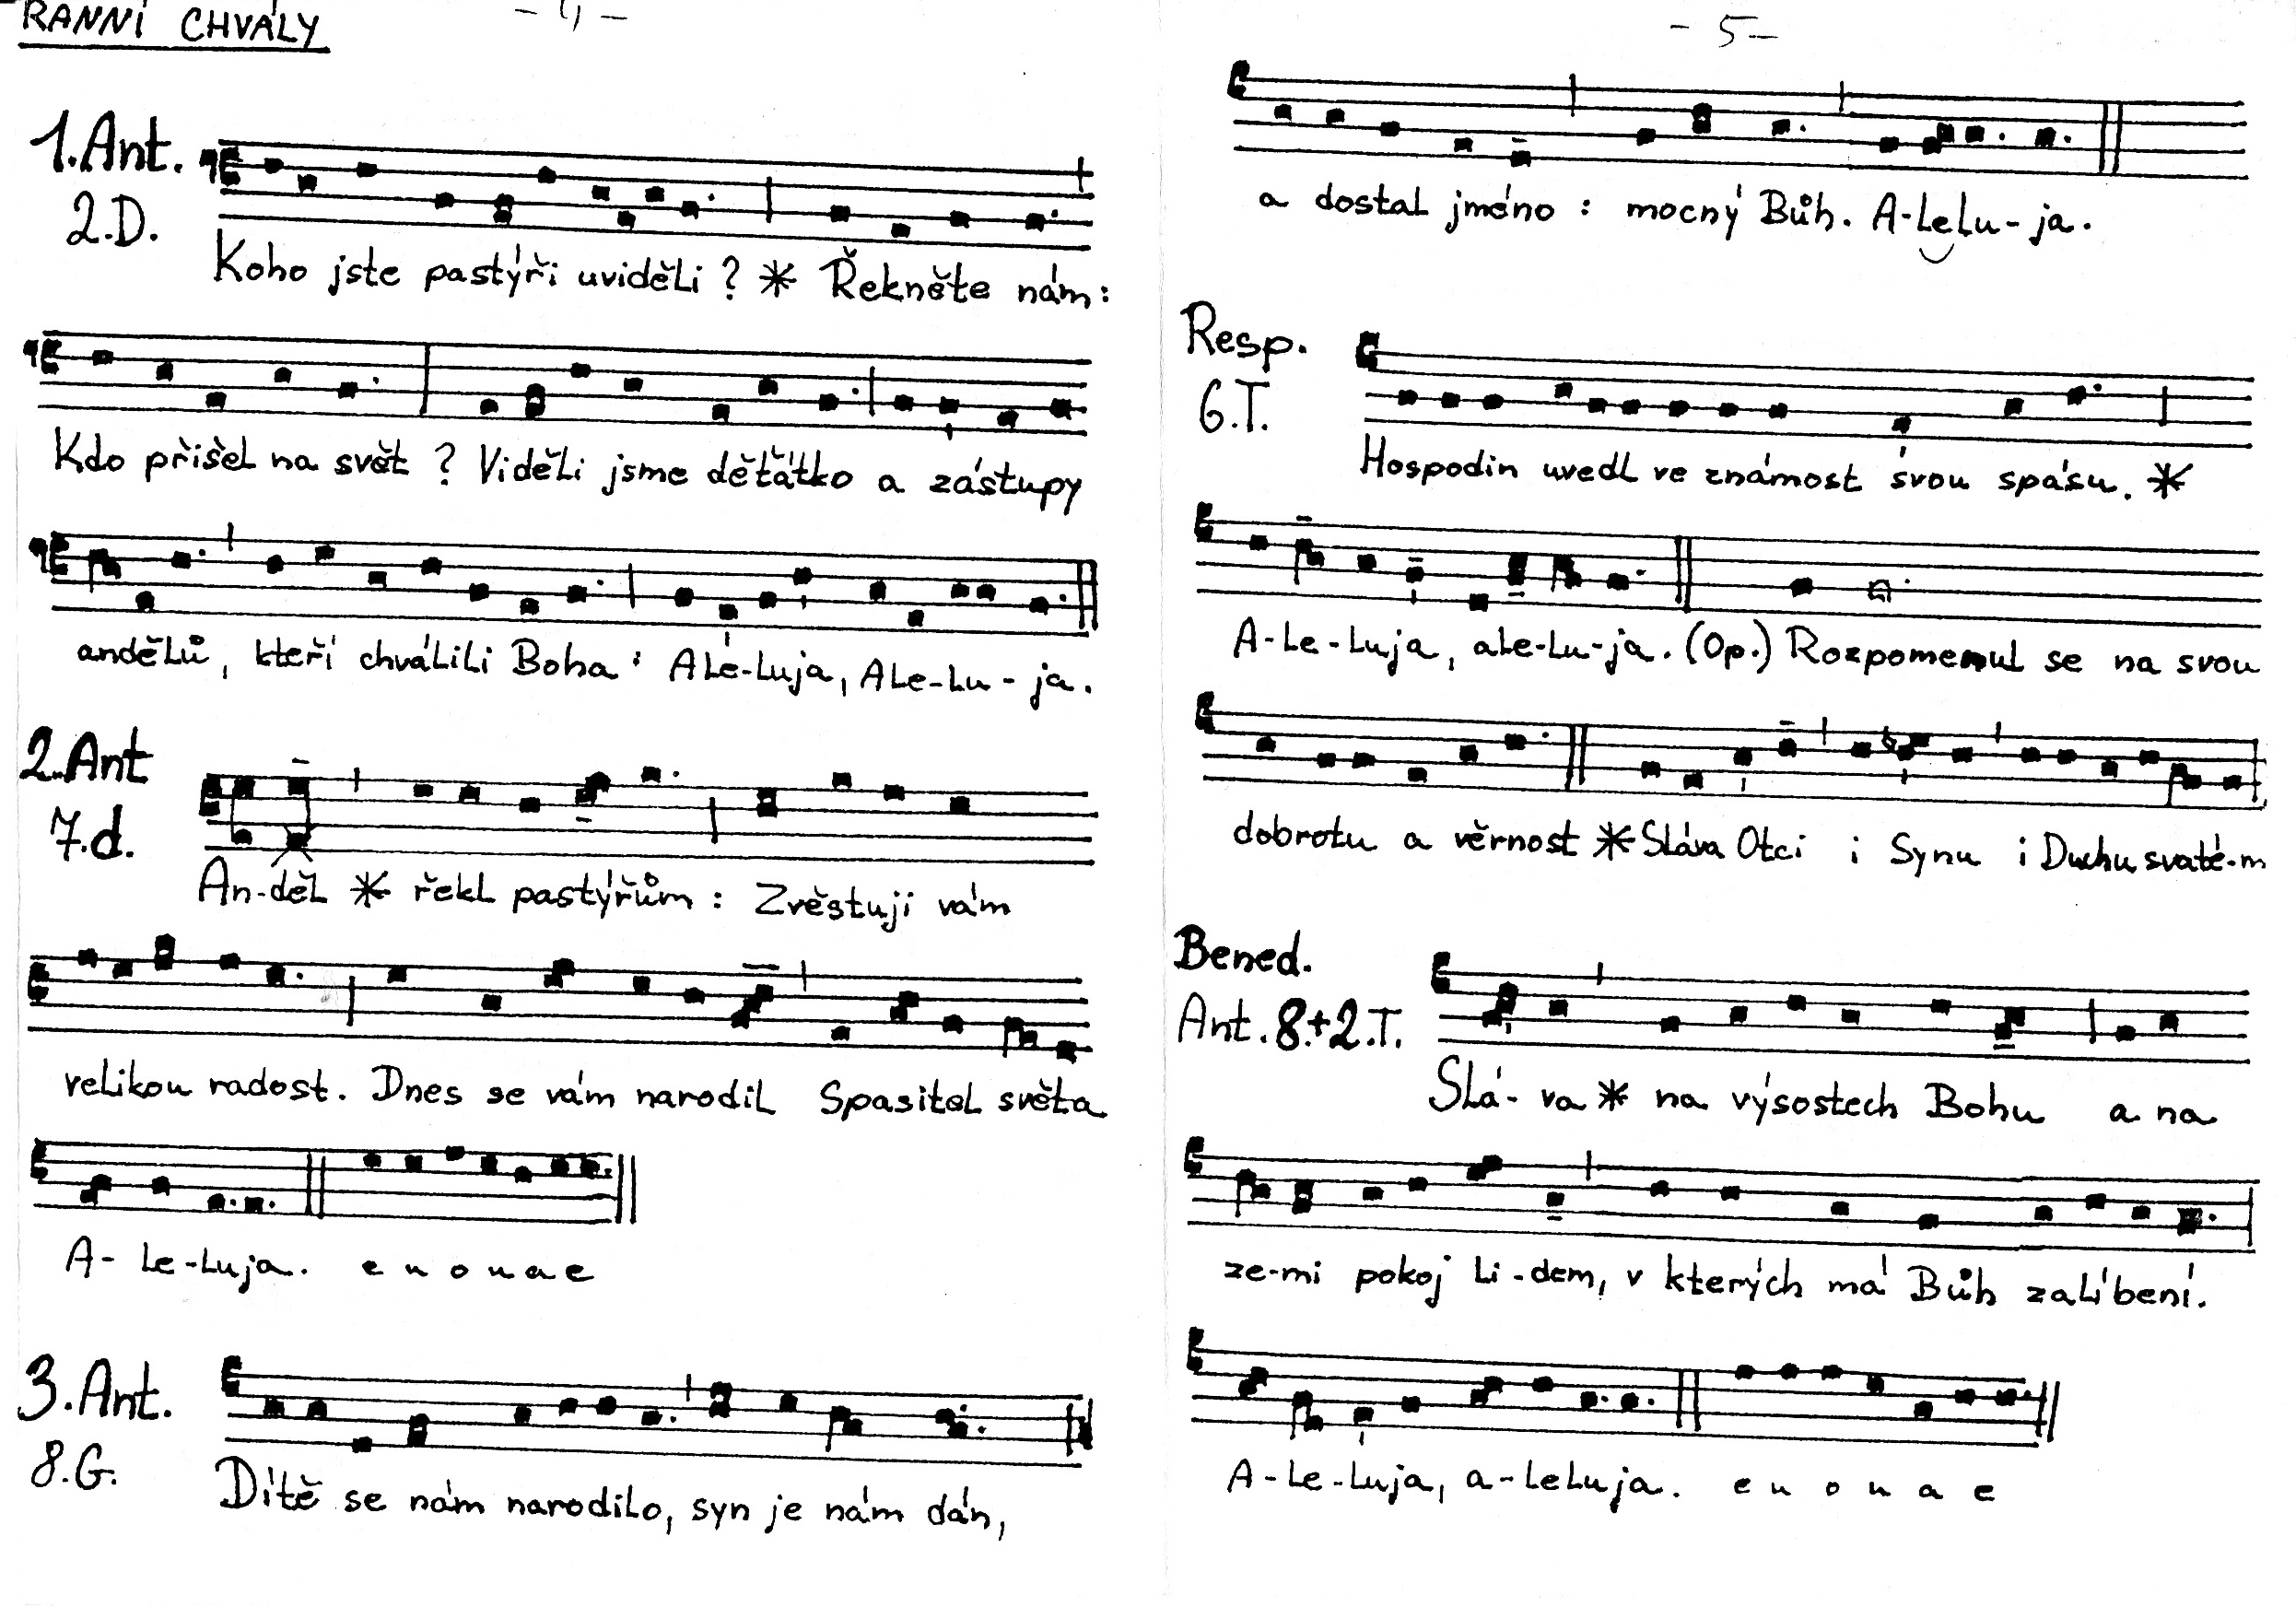 RANNÍ CHVÁLY
- 4 -
1. Ant.
2.D.
Koho jste pastýři uviděli ? * Řekněte nám :
Kdo přišel na svět ? Viděli jsme děťátko a zástupy
andělů, kteří chválili Boha : Ale-luja, Ale-lu-ja.
2. Ant
7.d.
An-děl * řekl pastýřům : Zvěstuji vám
velikou radost. Dnes se vám narodil Spasitel světa
A-le-luja. e u o u a e
3. Ant.
8.G.
Dítě se nám narodilo, syn je nám dán,
- 5 -
a dostal jméno : mocný Bůh. A-lelu-ja.
Resp.
6.T.
Hospodin uvedl ve známost svou spásu. *
A-le-luja, ale-lu-ja. (Op.) Rozpomenul se na svou
dobrotu a věrnost * Sláva Otci i Synu i Duchu svaté-m
Bened.
Ant. 8.+2.T.
Slá-va * na výsostech Bohu a na
ze-mi pokoj li-dem, v kterých má Bůh zalíbení.
A-le-luja, a-leluja. e u o u a e